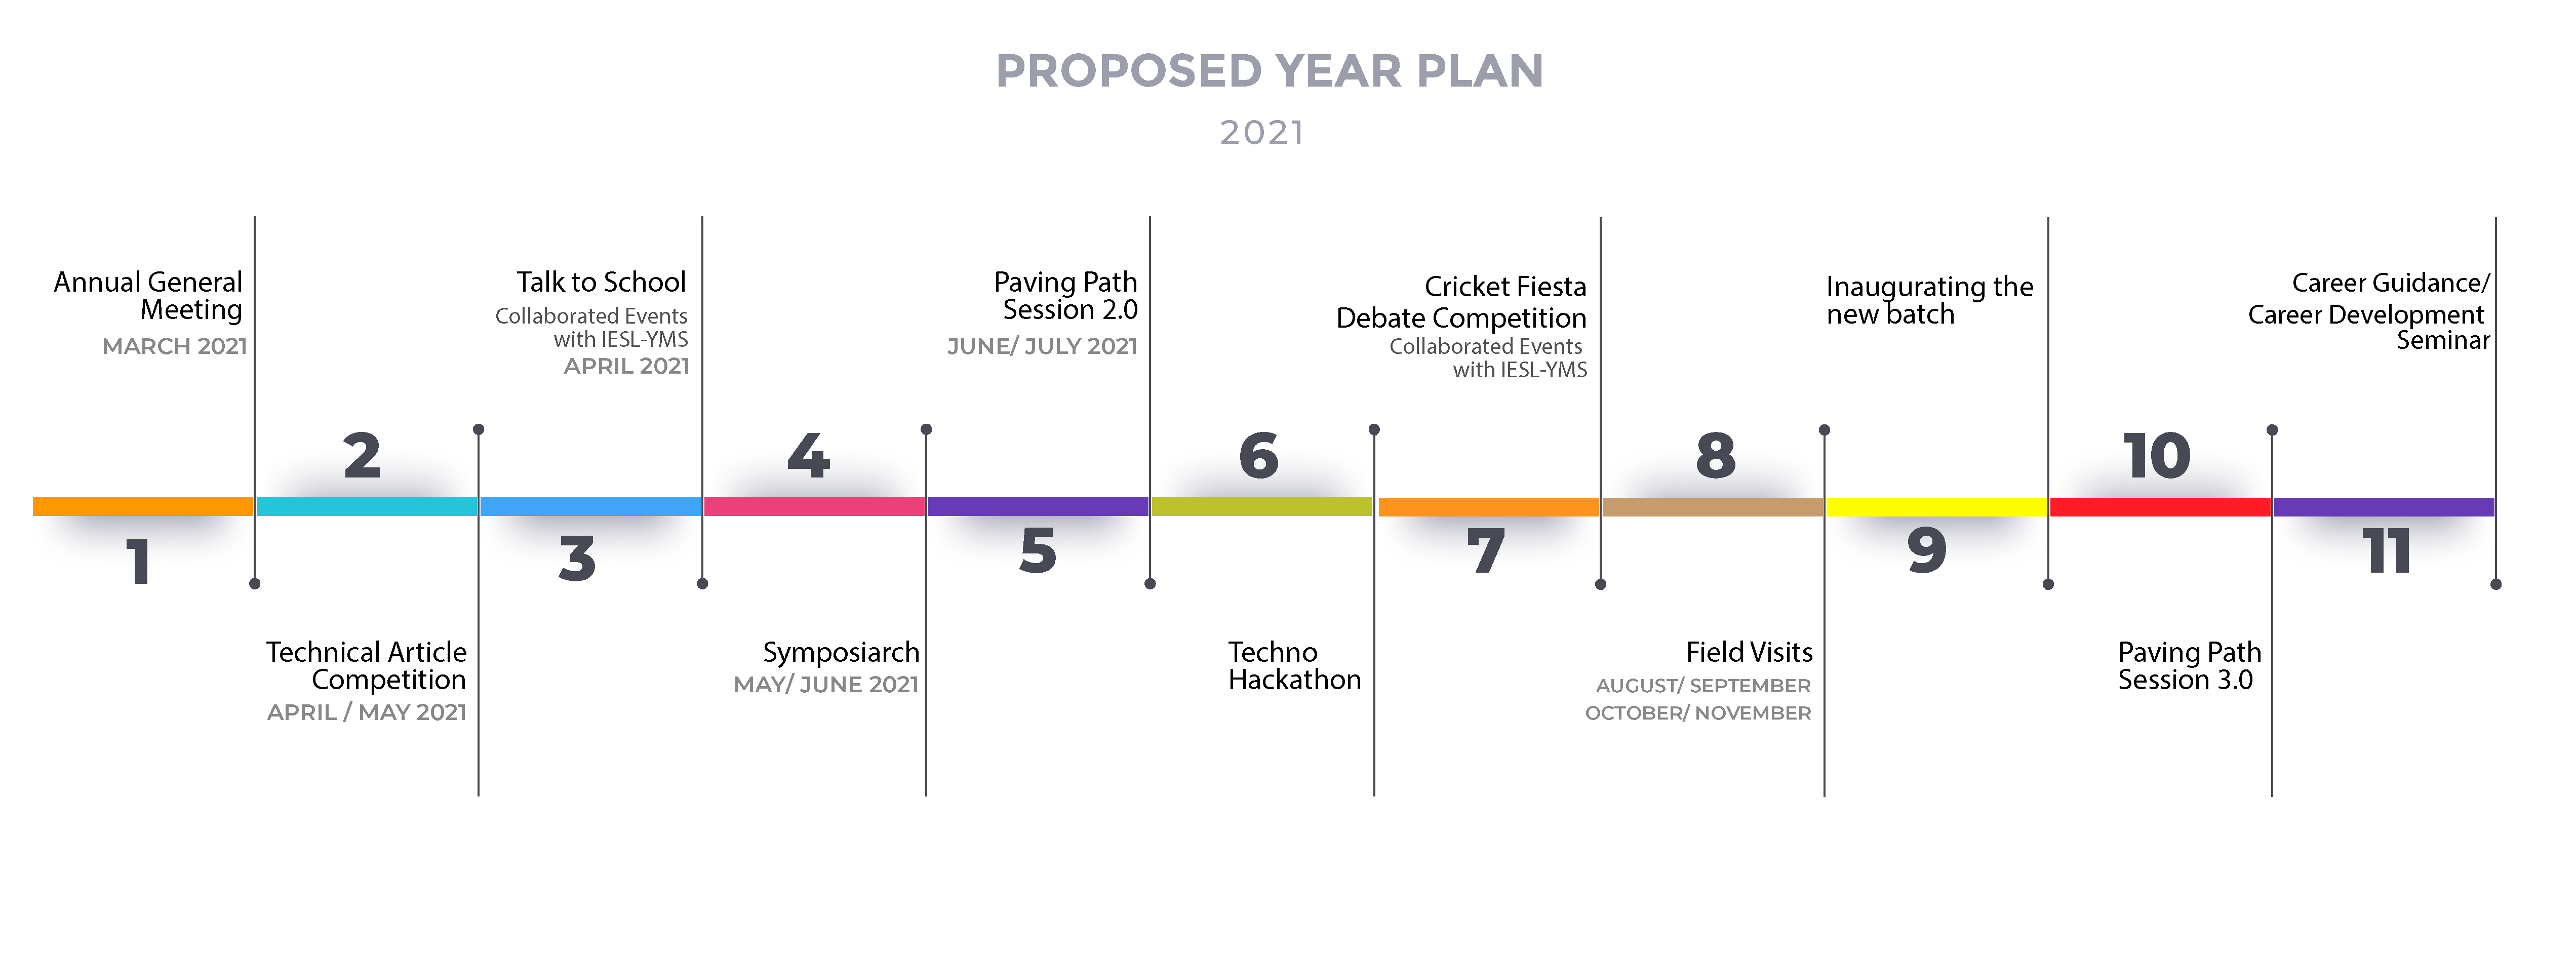 PROPOSED YEAR PLAN
2021
Annual General
Meeting
MARCH 2021
1
2
Technical Article
Competition
APRIL / MAY 2021
Talk to School
Collaborated Events
with IESL-YMS
APRIL 2021
3
4
Symposiarch
MAY/ JUNE 2021
Paving Path
Session 2.0
JUNE/ JULY 2021
5
6
Techno
Hackathon
Cricket Fiesta
Debate Competition
Collaborated Events
with IESL-YMS
7
8
Field Visits
AUGUST/ SEPTEMBER
OCTOBER/ NOVEMBER
Inaugurating the
new batch
9
10
Paving Path
Session 3.0
Career Guidance/
Career Development
Seminar
11